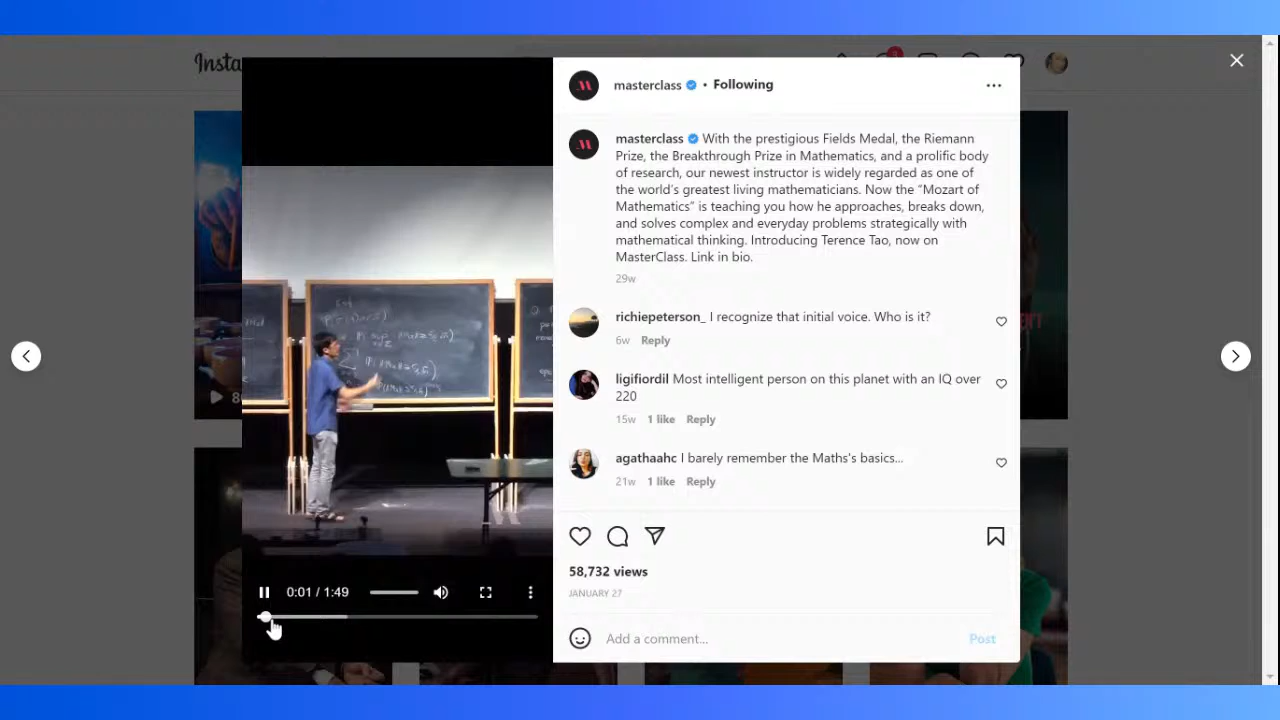 Insta
masterclass • Following
masterclass With the prestigious Fields Medal, the Riemann
Prize, the Breakthrough Prize in Mathematics, and a prolific body
of research, our newest instructor is widely regarded as one of
the world's greatest living mathematicians. Now the "Mozart of
Mathematics" is teaching you how he approaches, breaks down,
and solves complex and everyday problems strategically with
mathematical thinking. Introducing Terence Tao, now on
MasterClass. Link in bio.
29w
richiepeterson_ I recognize that initial voice. Who is it?
6w Reply
ligifiordil Most intelligent person on this planet with an IQ over
220
15w 1 like Reply
agathaahc I barely remember the Maths's basics...
21w 1 like Reply
58,732 views
JANUARY 27
Add a comment...
Post
0:01 / 1:49